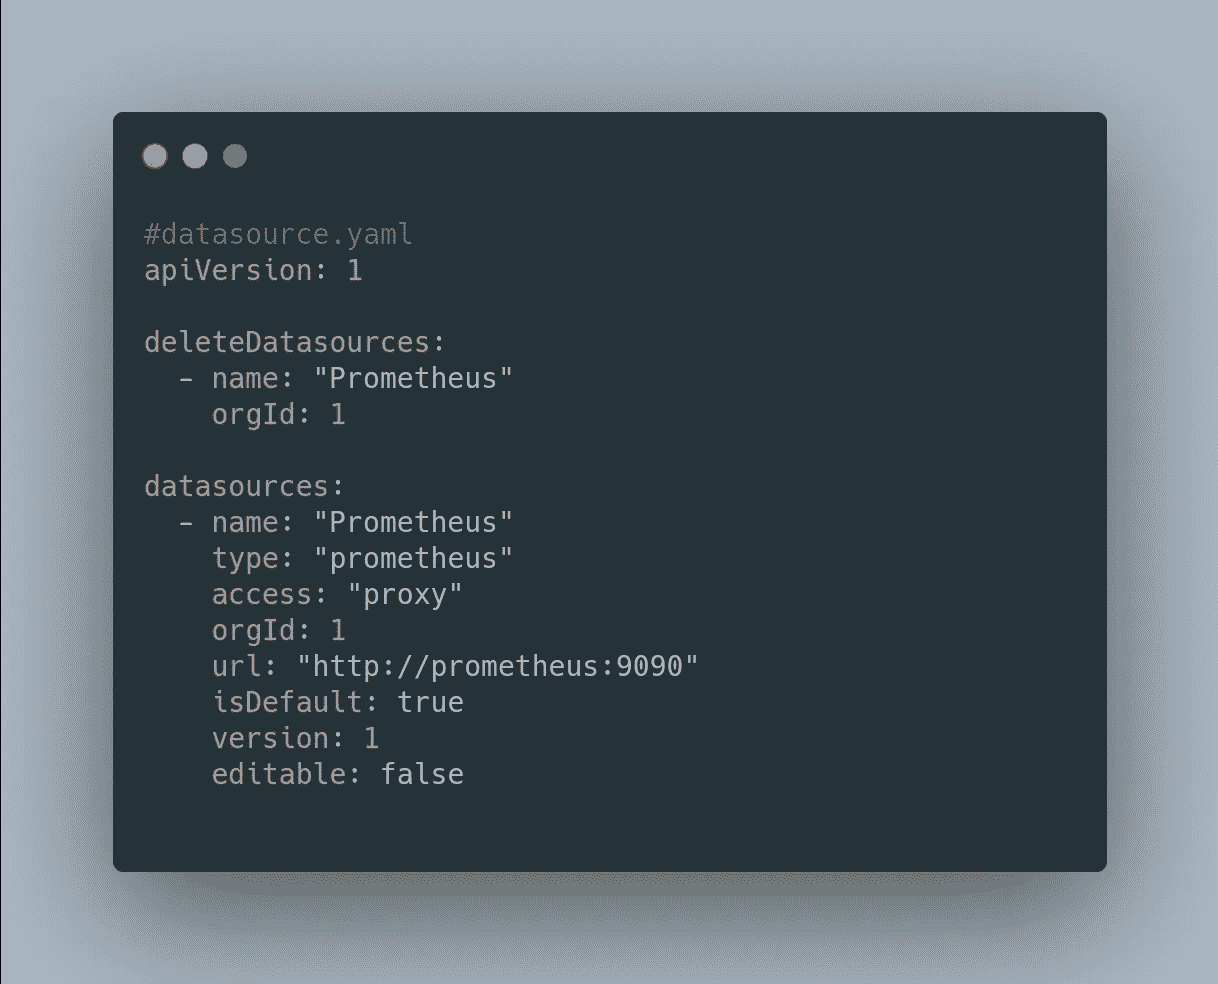 #datasource.yaml
apiVersion: 1

deleteDatasources:
  - name: "Prometheus"
    orgId: 1

datasources:
  - name: "Prometheus"
    type: "prometheus"
    access: "proxy"
    orgId: 1
    url: "http://prometheus:9090"
    isDefault: true
    version: 1
    editable: false